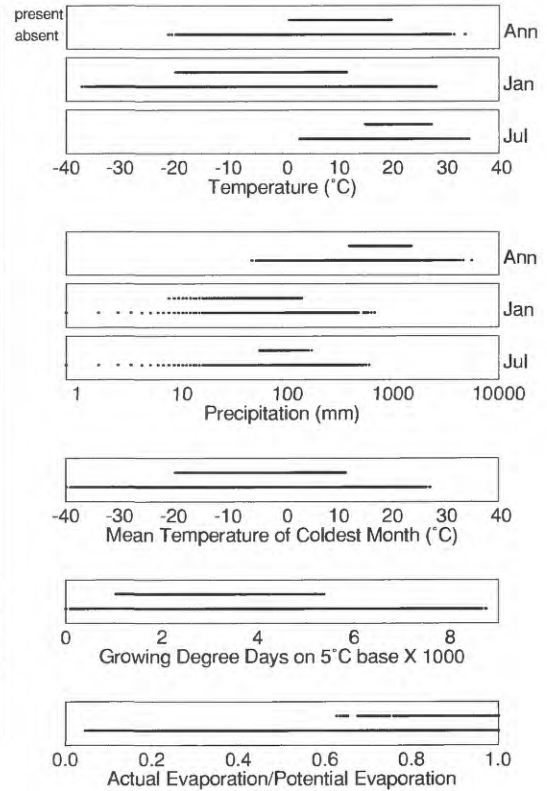 present
absent
Ann
Jan
Jul
-40 -30 -20 -10 0 10 20 30 40
Temperature (˚C)
Ann
Jan
Jul
1 10 100 1000 10000
Precipitation (mm)
-40 -30 -20 -10 0 10 20 30 40
Mean Temperature of Coldest Month (˚C)
0 2 4 6 8
Growing Degree Days on 5˚C base X 1000
0.0 0.2 0.4 0.6 0.8 1.0
Actual Evaporation/Potential Evaporation